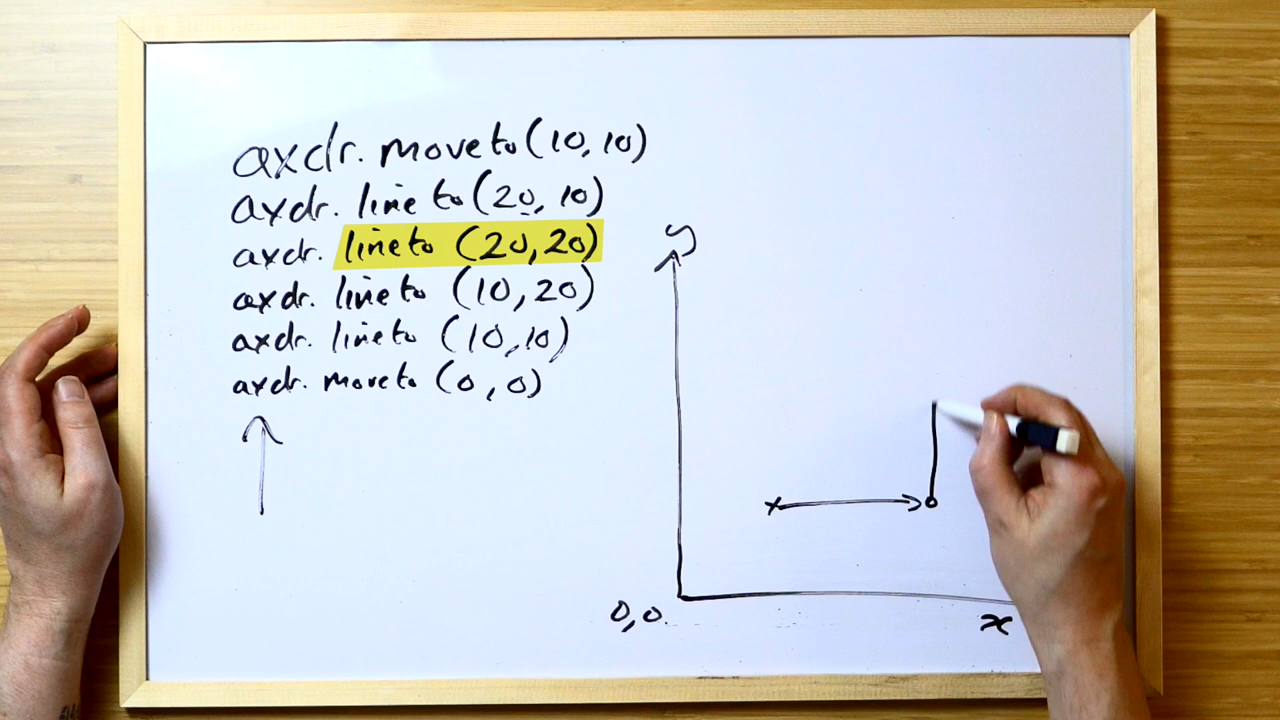 axdr. moveto (10, 10)
axdr. lineto (20, 10)
axdr. lineto (20, 20)
axdr. lineto (10, 20)
axdr. lineto (10, 10)
axdr. moveto (0, 0)
y
0,0
x